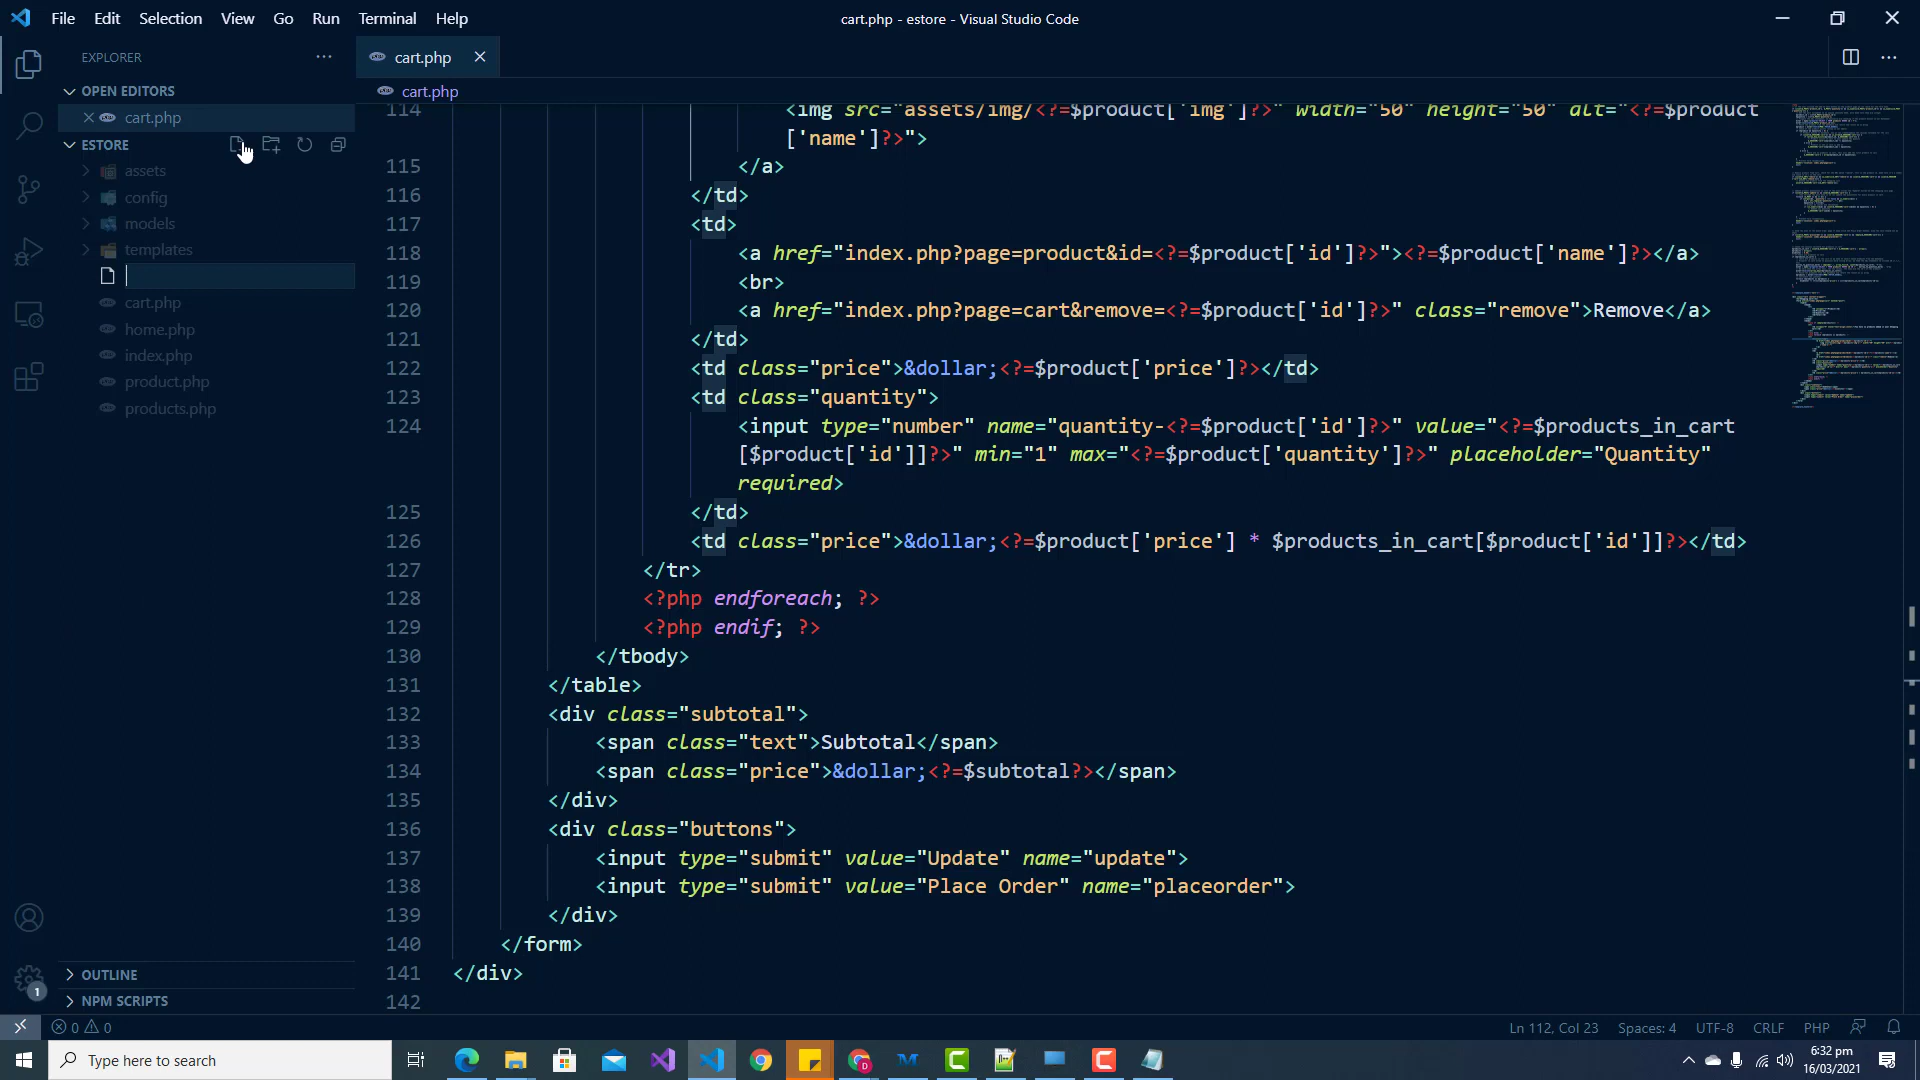 File Edit Selection View Go Run Terminal Help
cart.php - estore - Visual Studio Code
EXPLORER
OPEN EDITORS
cart.php
ESTORE
assets
config
models
templates
cart.php
home.php
index.php
product.php
products.php
OUTLINE
NPM SCRIPTS
1
cart.php
cart.php
114 <img src="assets/img/<?=$product['img']?>" width="50" height="50" alt="<?=$product
['name']?>">
115 </a>
116 </td>
117 <td>
118 <a href="index.php?page=product&id=<?=$product['id']?>"><?=$product['name']?></a>
119 <br>
120 <a href="index.php?page=cart&remove=<?=$product['id']?>" class="remove">Remove</a>
121 </td>
122 <td class="price">&dollar;<?=$product['price']?></td>
123 <td class="quantity">
124 <input type="number" name="quantity-<?=$product['id']?>" value="<?=$products_in_cart
[$product['id']]?>" min="1" max="<?=$product['quantity']?>" placeholder="Quantity"
required>
125 </td>
126 <td class="price">&dollar;<?=$product['price'] * $products_in_cart[$product['id']]?></td>
127 </tr>
128 <?php endforeach; ?>
129 <?php endif; ?>
130 </tbody>
131 </table>
132 <div class="subtotal">
133 <span class="text">Subtotal</span>
134 <span class="price">&dollar;<?=$subtotal?></span>
135 </div>
136 <div class="buttons">
137 <input type="submit" value="Update" name="update">
138 <input type="submit" value="Place Order" name="placeorder">
139 </div>
140 </form>
141 </div>
142
0 0
Ln 112, Col 23 Spaces: 4 UTF-8 CRLF PHP
Type here to search
6:32 pm
16/03/2021